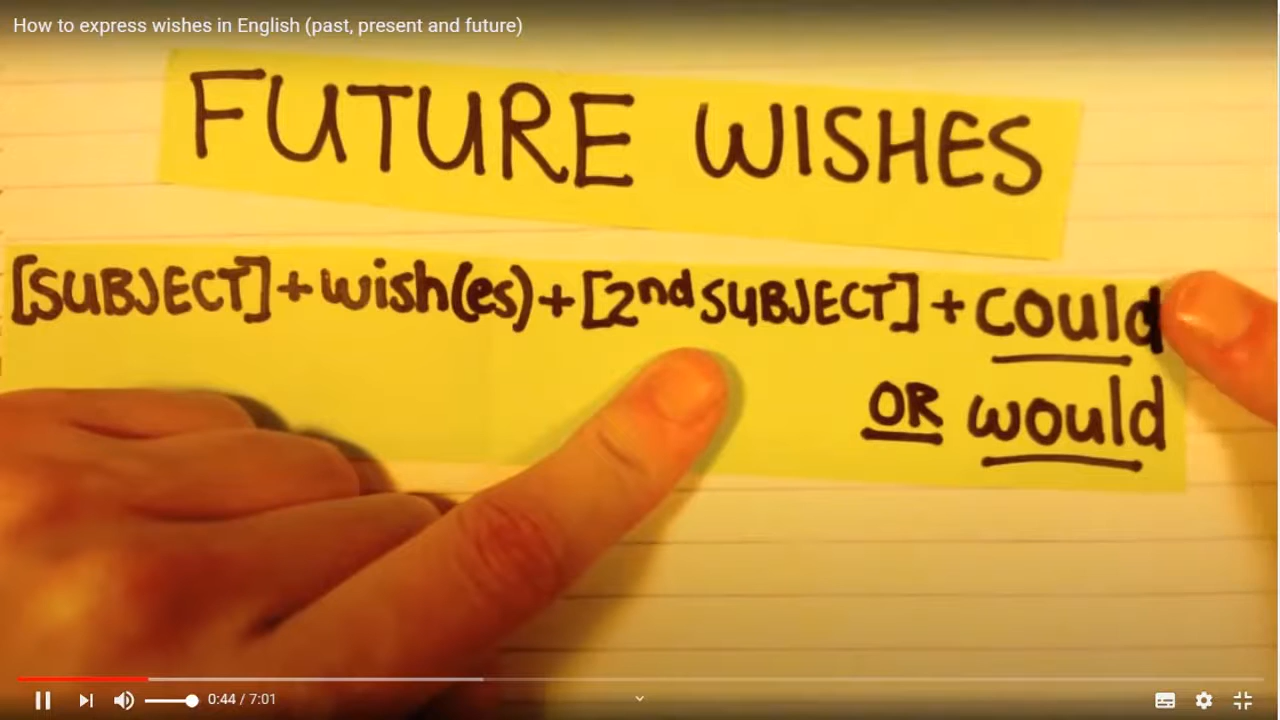 How to express wishes in English (past, present and future)
FUTURE WISHES
[SUBJECT] + wish(es) + [2nd SUBJECT] + could
OR would
0:44 / 7:01